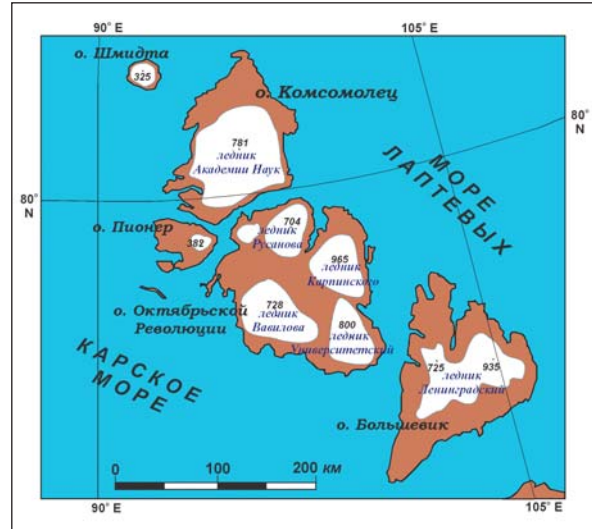 90° E
105° E
о. Шмидта
325
о. Комсомолец
80°
N
781
ледник
Академии Наук
МОРЕ
ЛАПТЕВЫХ
80°
N
о. Пионер
382
704
ледник
Русанова
965
ледник
Карпинского
о. Октябрьской
Революции
728
ледник
Вавилова
800
ледник
Университетский
КАРСКОЕ
МОРЕ
725
935
ледник
Ленинградский
о. Большевик
0
100
200 км
90° E
105° E